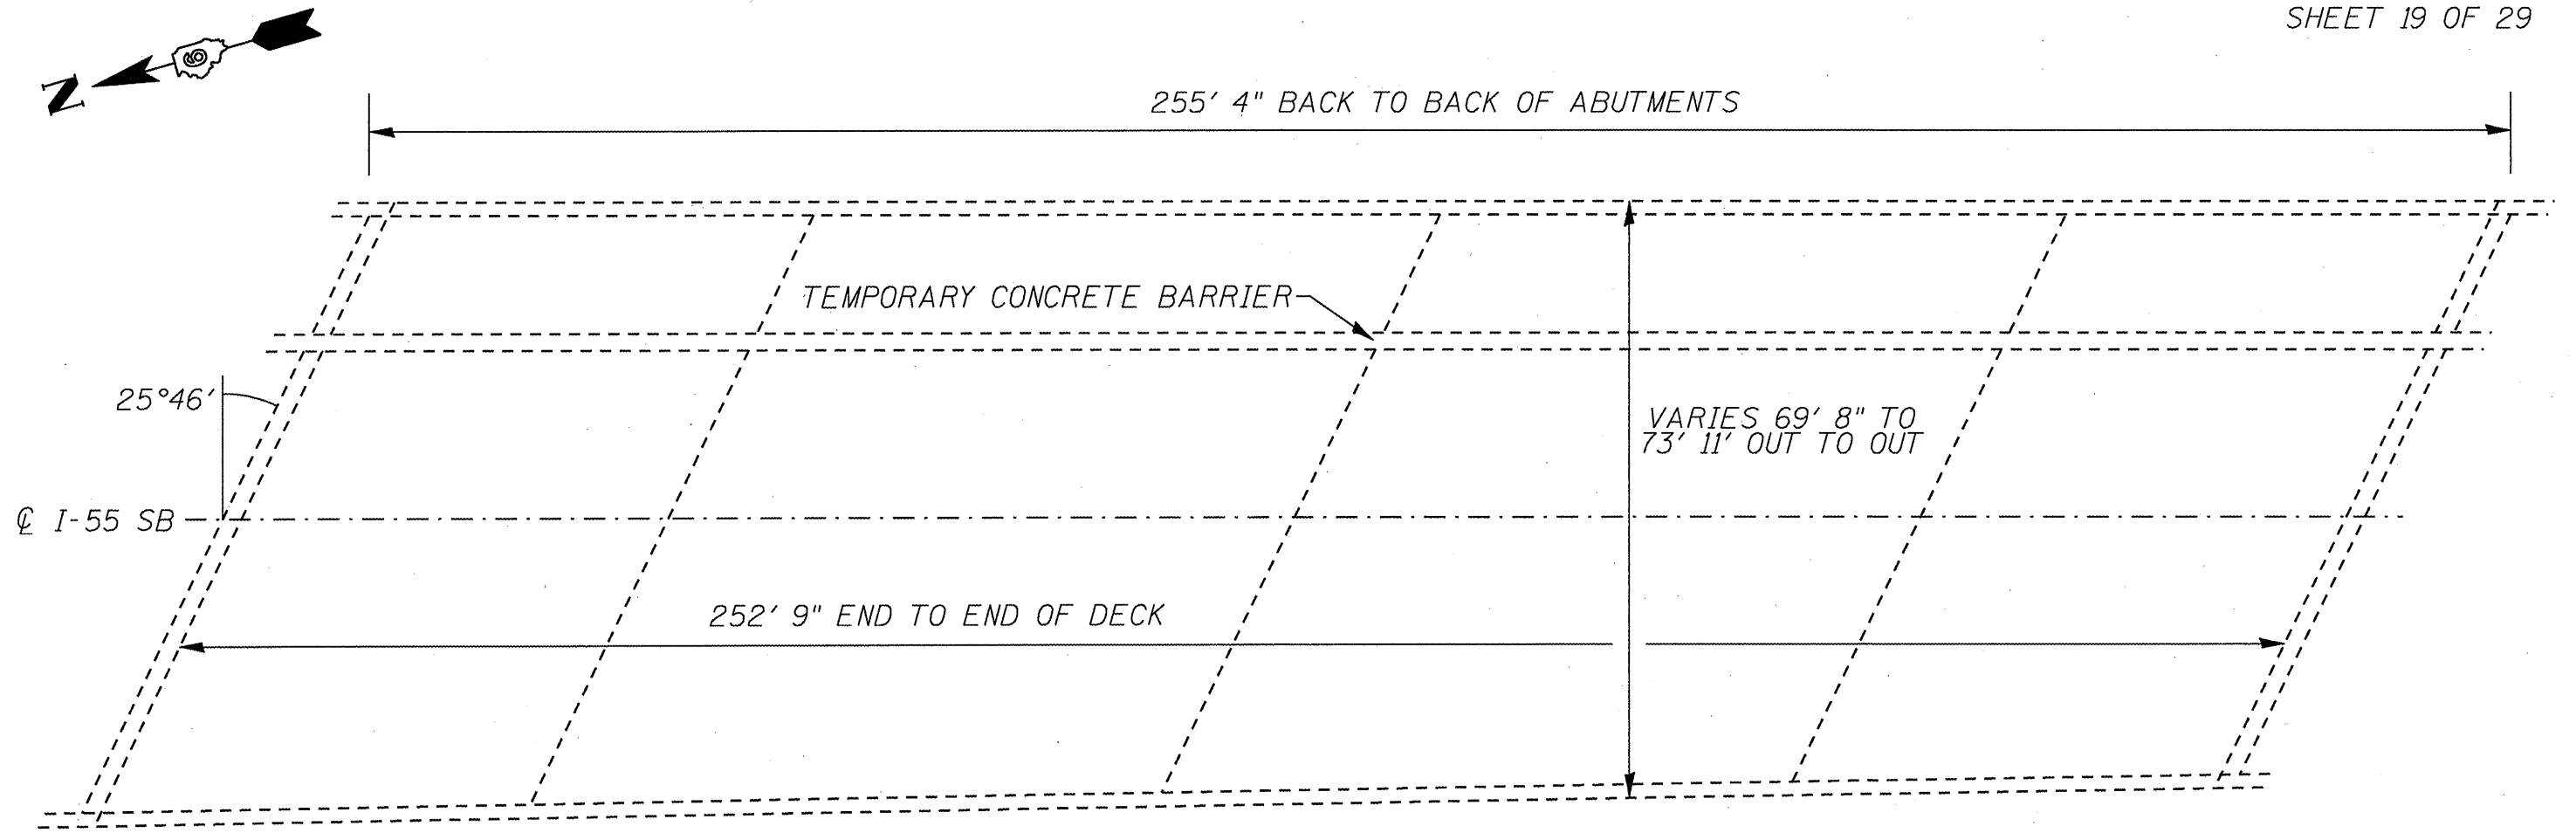 SHEET 19 OF 29
N
6
255' 4" BACK TO BACK OF ABUTMENTS
TEMPORARY CONCRETE BARRIER
25°46'
VARIES 69' 8" TO
73' 11' OUT TO OUT
℄ I-55 SB
252' 9" END TO END OF DECK